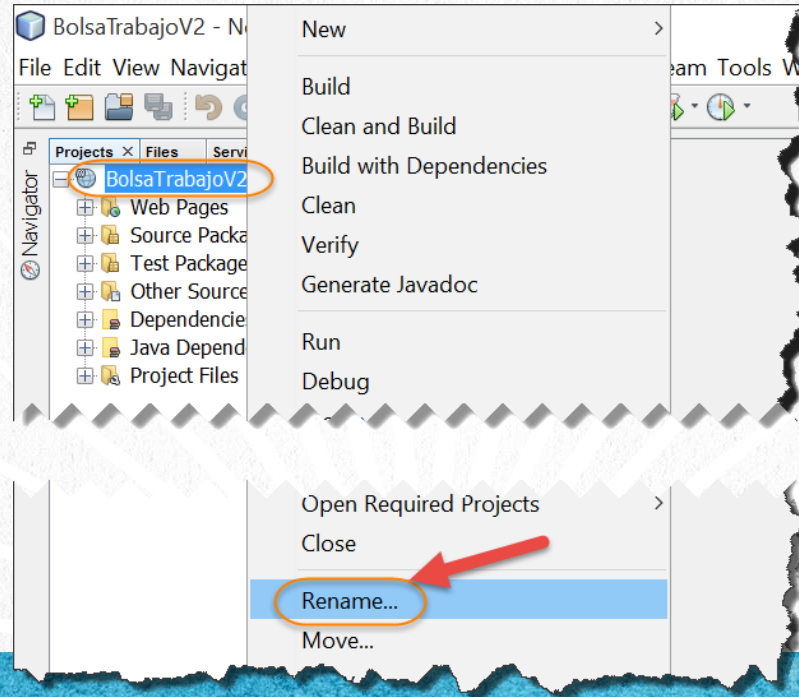 BolsaTrabajoV2 - N
File Edit View Navigat
eam Tools W
Projects × Files Servi
Navigator
BolsaTrabajoV2
Web Pages
Source Packa
Test Package
Other Source
Dependencie
Java Depend
Project Files
New
Build
Clean and Build
Build with Dependencies
Clean
Verify
Generate Javadoc
Run
Debug
Open Required Projects
Close
Rename...
Move...